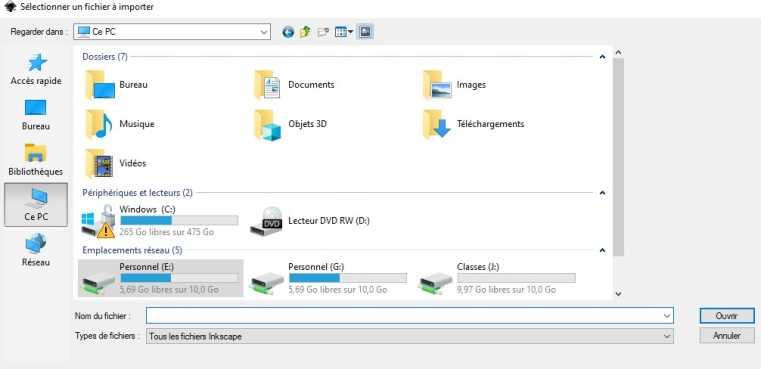 Sélectionner un fichier à importer
Regarder dans : Ce PC
Accès rapide
Bureau
Bibliothèques
Ce PC
Réseau
Dossiers (7)
Bureau
Documents
Images
Musique
Objets 3D
Téléchargements
Vidéos
Périphériques et lecteurs (2)
Windows (C:)
265 Go libres sur 475 Go
DVD
Lecteur DVD RW (D:)
Emplacements réseau (5)
Personnel (E:)
5,69 Go libres sur 10,0 Go
Personnel (G:)
5,69 Go libres sur 10,0 Go
Classes (J:)
9,97 Go libres sur 10,0 Go
Nom du fichier :
Ouvrir
Types de fichiers : Tous les fichiers Inkscape
Annuler